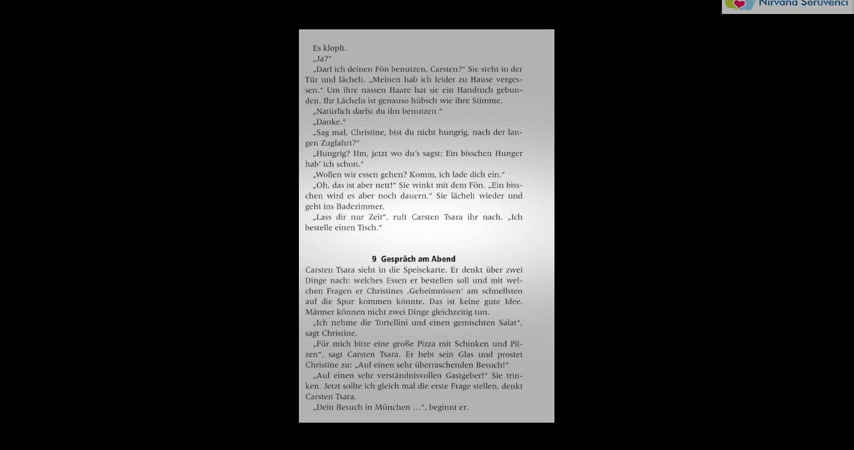 Nirvana Serüvenci
Es klopft.
„Ja?“
„Darf ich deinen Fön benutzen, Carsten?“ Sie steht in der
Tür und lächelt. „Meinen hab ich leider zu Hause verges-
sen.“ Um ihre nassen Haare hat sie ein Handtuch gebun-
den. Ihr Lächeln ist genauso hübsch wie ihre Stimme.
„Natürlich darfst du ihn benutzen.“
„Danke.“
„Sag mal, Christine, bist du nicht hungrig, nach der lan-
gen Zugfahrt?“
„Hungrig? Hm, jetzt wo du's sagst: Ein bisschen Hunger
hab' ich schon.“
„Wollen wir essen gehen? Komm, ich lade dich ein.“
„Oh, das ist aber nett!“ Sie winkt mit dem Fön. „Ein biss-
chen wird es aber noch dauern.“ Sie lächelt wieder und
geht ins Badezimmer.
„Lass dir nur Zeit“, ruft Carsten Tsara ihr nach. „Ich
bestelle einen Tisch.“
9 Gespräch am Abend
Carsten Tsara sieht in die Speisekarte. Er denkt über zwei
Dinge nach: welches Essen er bestellen soll und mit wel-
chen Fragen er Christines ‚Geheimnissen‘ am schnellsten
auf die Spur kommen könnte. Das ist keine gute Idee.
Männer können nicht zwei Dinge gleichzeitig tun.
„Ich nehme die Tortellini und einen gemischten Salat“,
sagt Christine.
„Für mich bitte eine große Pizza mit Schinken und Pil-
zen“, sagt Carsten Tsara. Er hebt sein Glas und prostet
Christine zu: „Auf einen sehr überraschenden Besuch!“
„Auf einen sehr verständnisvollen Gastgeber!“ Sie trin-
ken. Jetzt sollte ich gleich mal die erste Frage stellen, denkt
Carsten Tsara.
„Dein Besuch in München ...“, beginnt er.